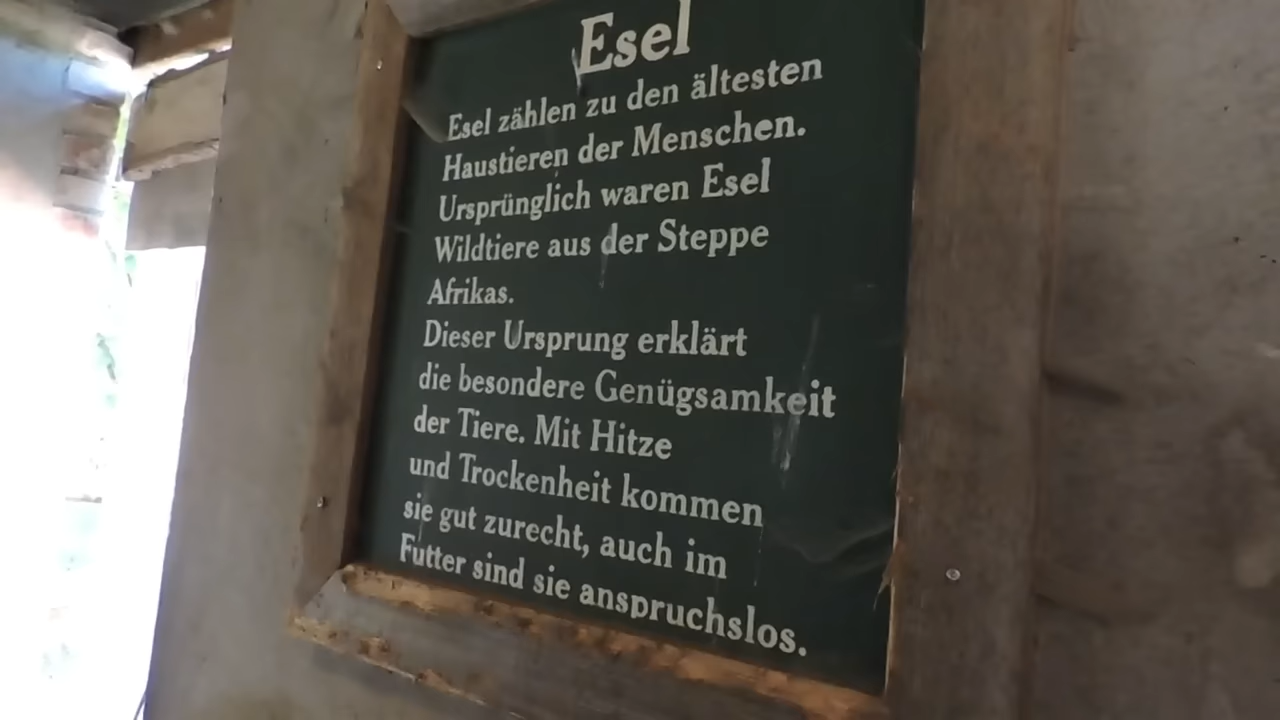 Esel
Esel zählen zu den ältesten
Haustieren der Menschen.
Ursprünglich waren Esel
Wildtiere aus der Steppe
Afrikas.
Dieser Ursprung erklärt
die besondere Genügsamkeit
der Tiere. Mit Hitze
und Trockenheit kommen
sie gut zurecht, auch im
Futter sind sie anspruchslos.